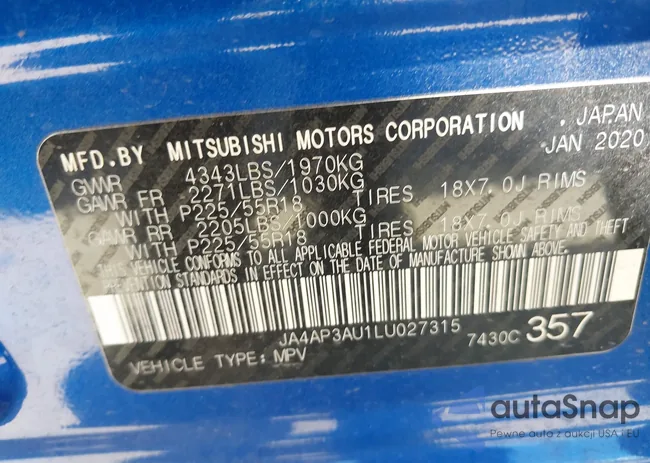 MFD.BY MITSUBISHI MOTORS CORPORATION . JAPAN
JAN 2020
GVWR 4343LBS/1970KG
GAWR FR 2271LBS/1030KG
WITH P225/55R18 TIRES 18X7.0J RIMS
GAWR RR 2205LBS/1000KG
WITH P225/55R18 TIRES 18X7.0J RIMS
THIS VEHICLE CONFORMS TO ALL APPLICABLE FEDERAL MOTOR VEHICLE SAFETY AND THEFT
PREVENTION STANDARDS IN EFFECT ON THE DATE OF MANUFACTURE SHOWN ABOVE.
JA4AP3AU1LU027315 7430C 357
VEHICLE TYPE: MPV
autaSnap
Pewne auta z aukcji USA i EU